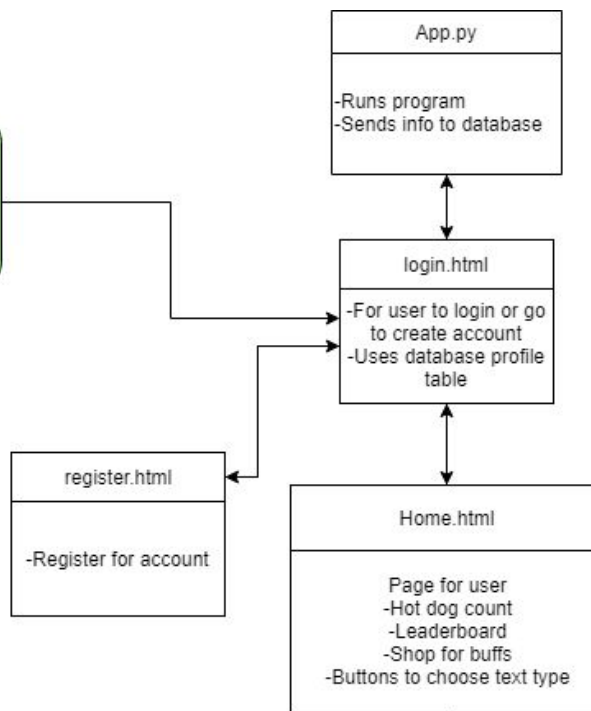 App.py
-Runs program
-Sends info to database
login.html
-For user to login or go
to create account
-Uses database profile
table
register.html
-Register for account
Home.html
Page for user
-Hot dog count
-Leaderboard
-Shop for buffs
-Buttons to choose text type